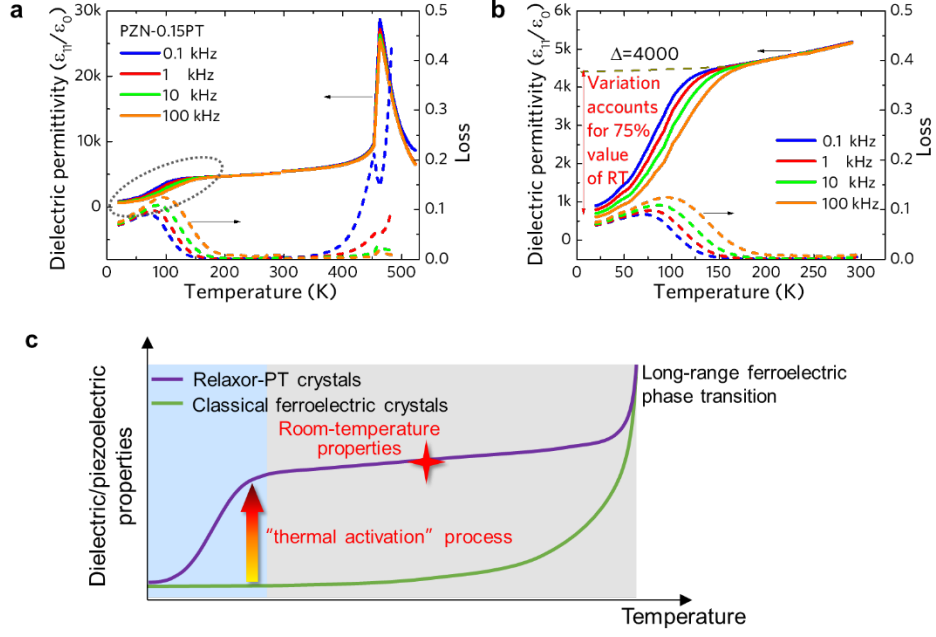 a
PZN-0.15PT
0.1 kHz
1 kHz
10 kHz
100 kHz
Dielectric permittivity (ε11/ε0)
30k
20k
10k
0
0.5
0.4
0.3
0.2
0.1
0.0
Loss
0 100 200 300 400 500
Temperature (K)
b
Δ=4000
Variation
accounts
for 75%
value
of RT
0.1 kHz
1 kHz
10 kHz
100 kHz
Dielectric permittivity (ε11/ε0)
6k
5k
4k
3k
2k
1k
0
0.5
0.4
0.3
0.2
0.1
0.0
Loss
0 50 100 150 200 250 300
Temperature (K)
c
Relaxor-PT crystals
Classical ferroelectric crystals
Room-temperature
properties
"thermal activation" process
Long-range ferroelectric
phase transition
Dielectric/piezoelectric
properties
Temperature